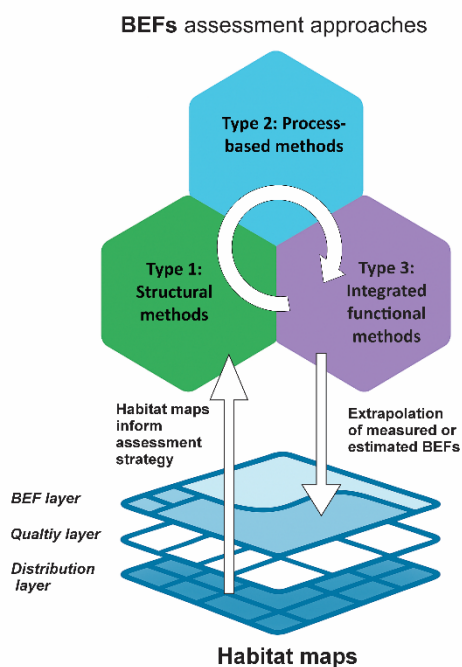 BEFs assessment approaches
Type 2: Process-
based methods
Type 1:
Structural
methods
Type 3:
Integrated
functional
methods
Habitat maps
inform
assessment
strategy
Extrapolation
of measured or
estimated BEFs
BEF layer
Qualtiy layer
Distribution
layer
Habitat maps